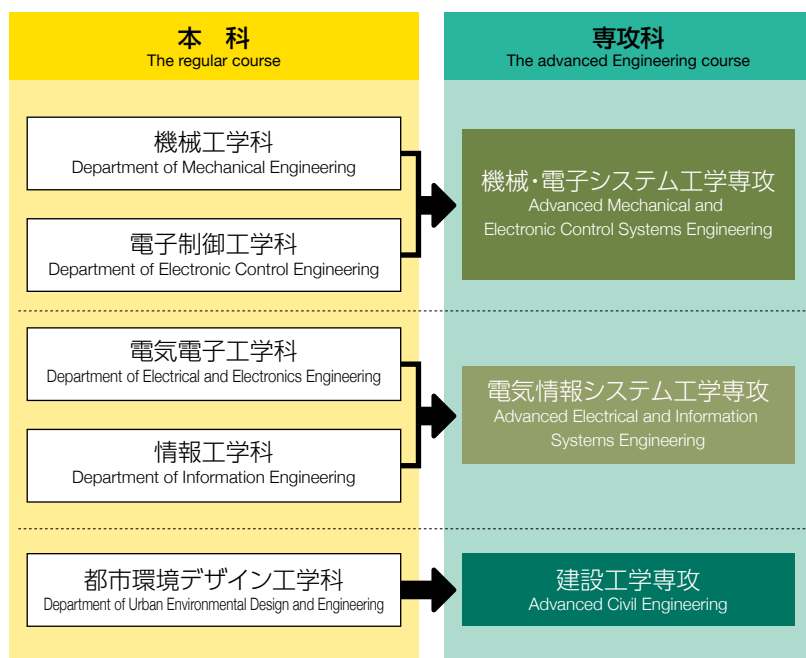 本 科
The regular course
機械工学科
Department of Mechanical Engineering
電子制御工学科
Department of Electronic Control Engineering
電気電子工学科
Department of Electrical and Electronics Engineering
情報工学科
Department of Information Engineering
都市環境デザイン工学科
Department of Urban Environmental Design and Engineering
専攻科
The advanced Engineering course
機械・電子システム工学専攻
Advanced Mechanical and
Electronic Control Systems Engineering
電気情報システム工学専攻
Advanced Electrical and Information
Systems Engineering
建設工学専攻
Advanced Civil Engineering